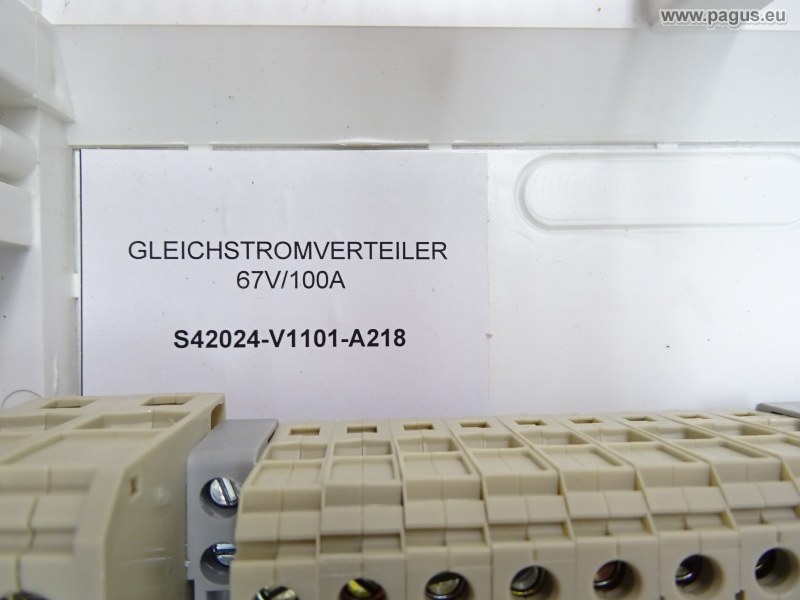 www.pagus.eu
GLEICHSTROMVERTEILER
67V/100A
S42024-V1101-A218